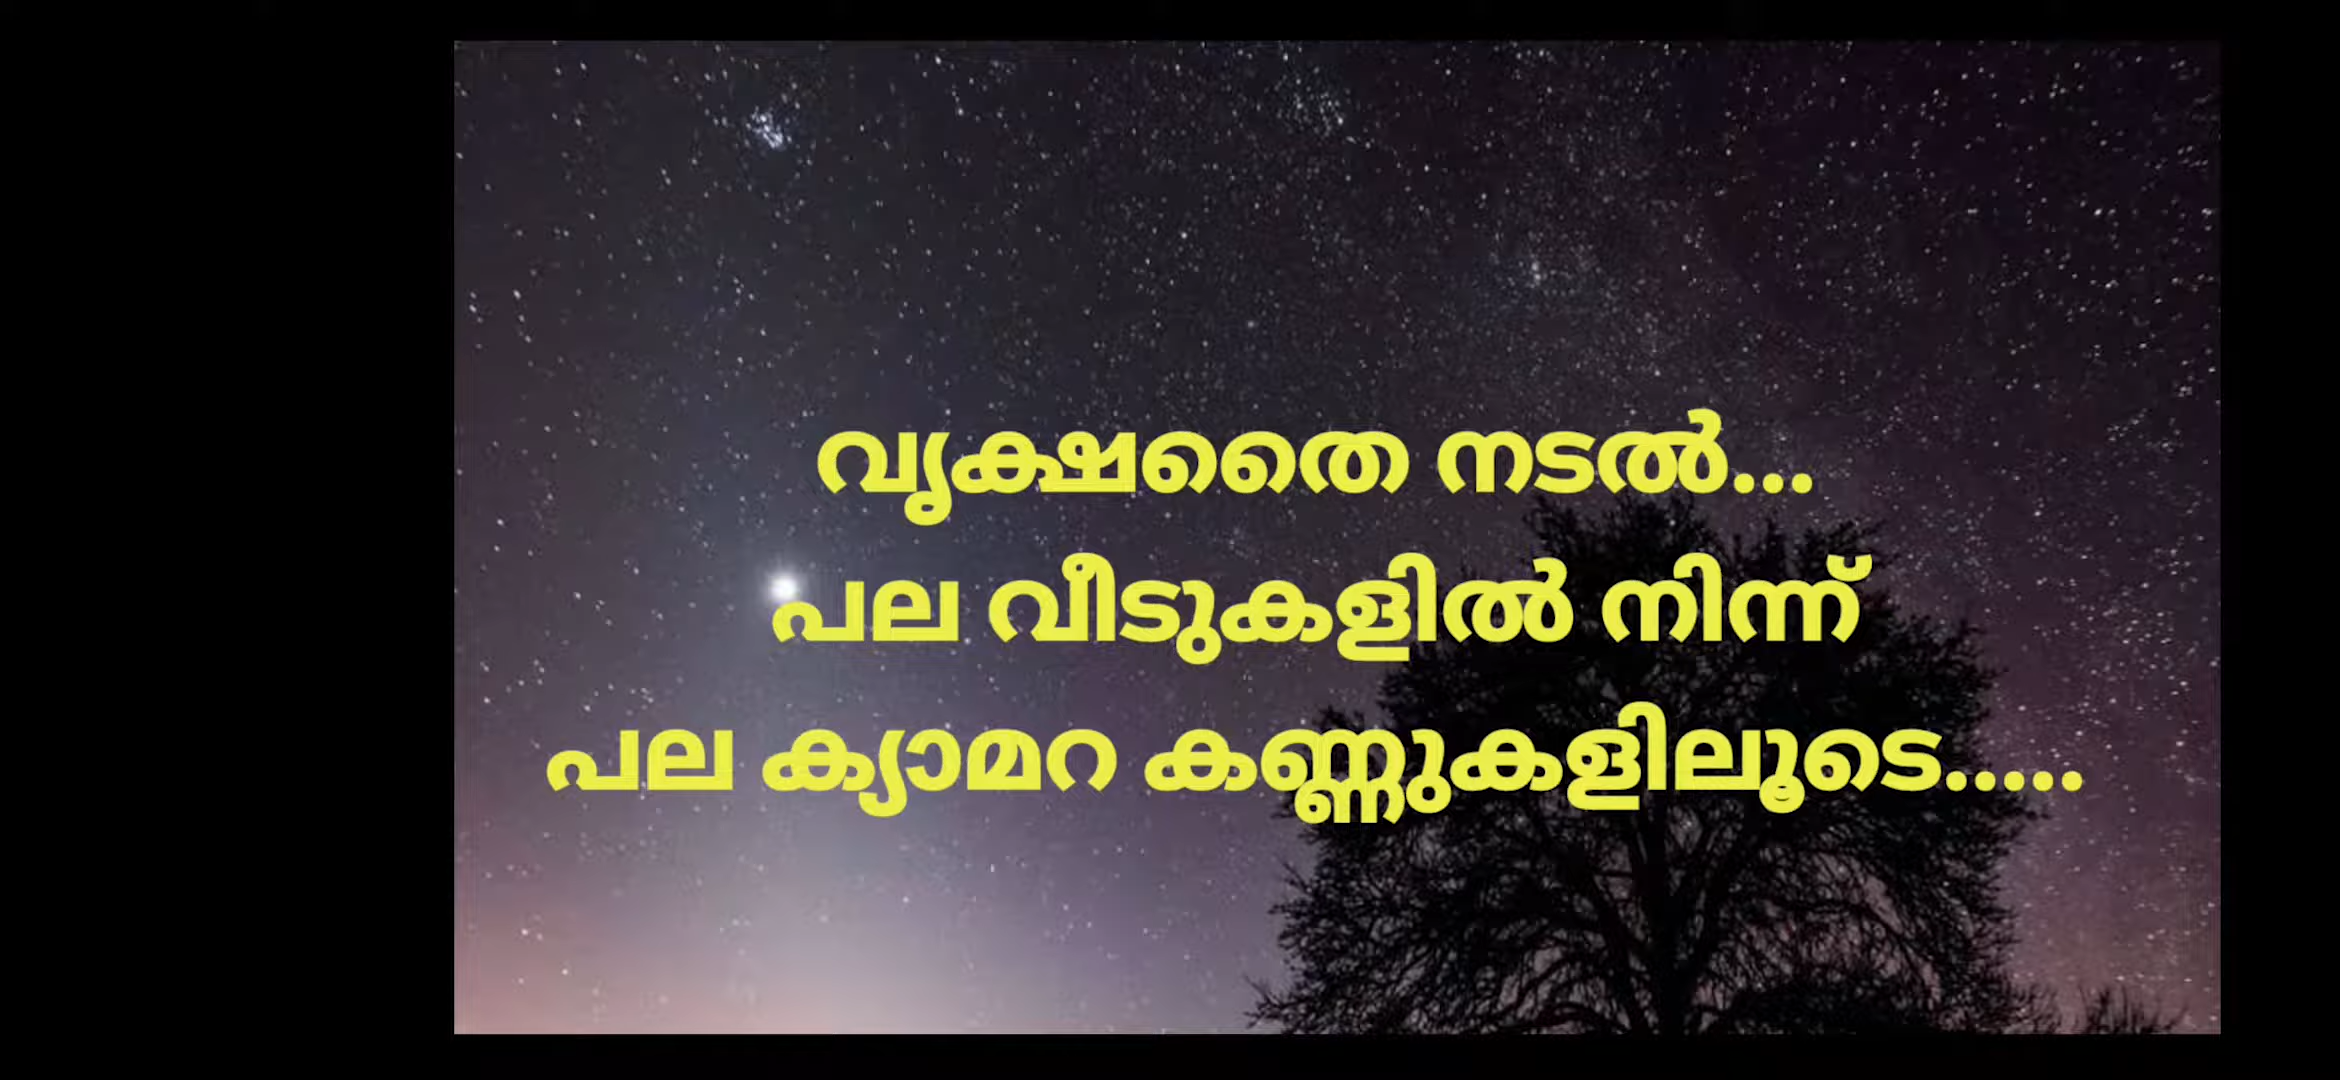 വൃക്ഷതൈ നടൽ...
പല വീടുകളിൽ നിന്ന്
പല ക്യാമറ കണ്ണുകളിലൂടെ.....